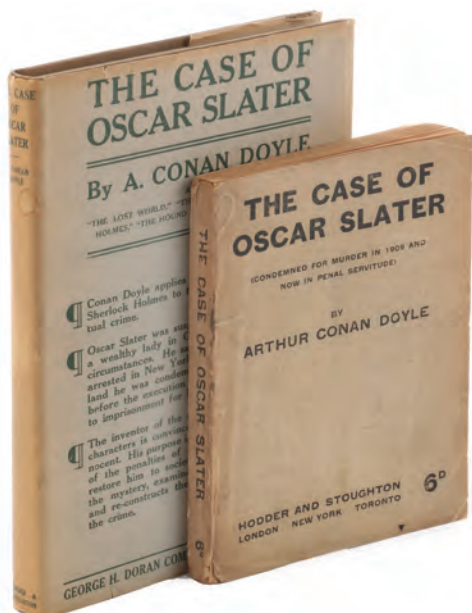 CASE
OF
OSCAR
SLATER
THE CASE OF
OSCAR SLATER
By A. CONAN DOYLE
"THE LOST WORLD,"
HOLMES," "THE HOUND
¶ Conan Doyle applies
Sherlock Holmes to
tual crime.
¶ Oscar Slater was
a wealthy lady in
circumstances. He
arrested in New York
land he was condem
before the execution
to imprisonment for
¶ The inventor of the
characters is convinc
nocent. His purpose
of the penalties of
restore him to socie
the mystery, examin
and re-constructs the
the crime.
GEORGE H. DORAN COM
THE CASE OF OSCAR SLATER
6D
THE CASE OF
OSCAR SLATER
(CONDEMNED FOR MURDER IN 1909 AND
NOW IN PENAL SERVITUDE)
BY
ARTHUR CONAN DOYLE
HODDER AND STOUGHTON
LONDON NEW YORK TORONTO
6D